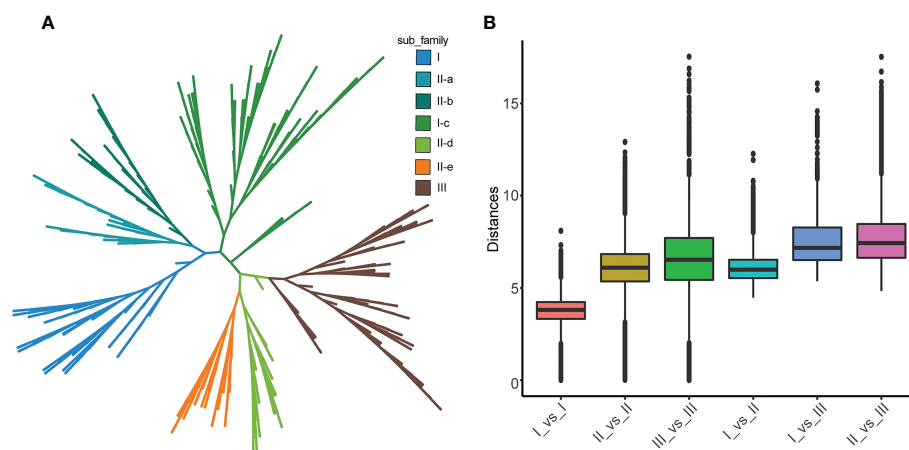 A
sub_family
I
II-a
II-b
I-c
II-d
II-e
III
B
Distances
15
10
5
0
I_vs_I
II_vs_II
III_vs_III
I_vs_II
I_vs_III
II_vs_III